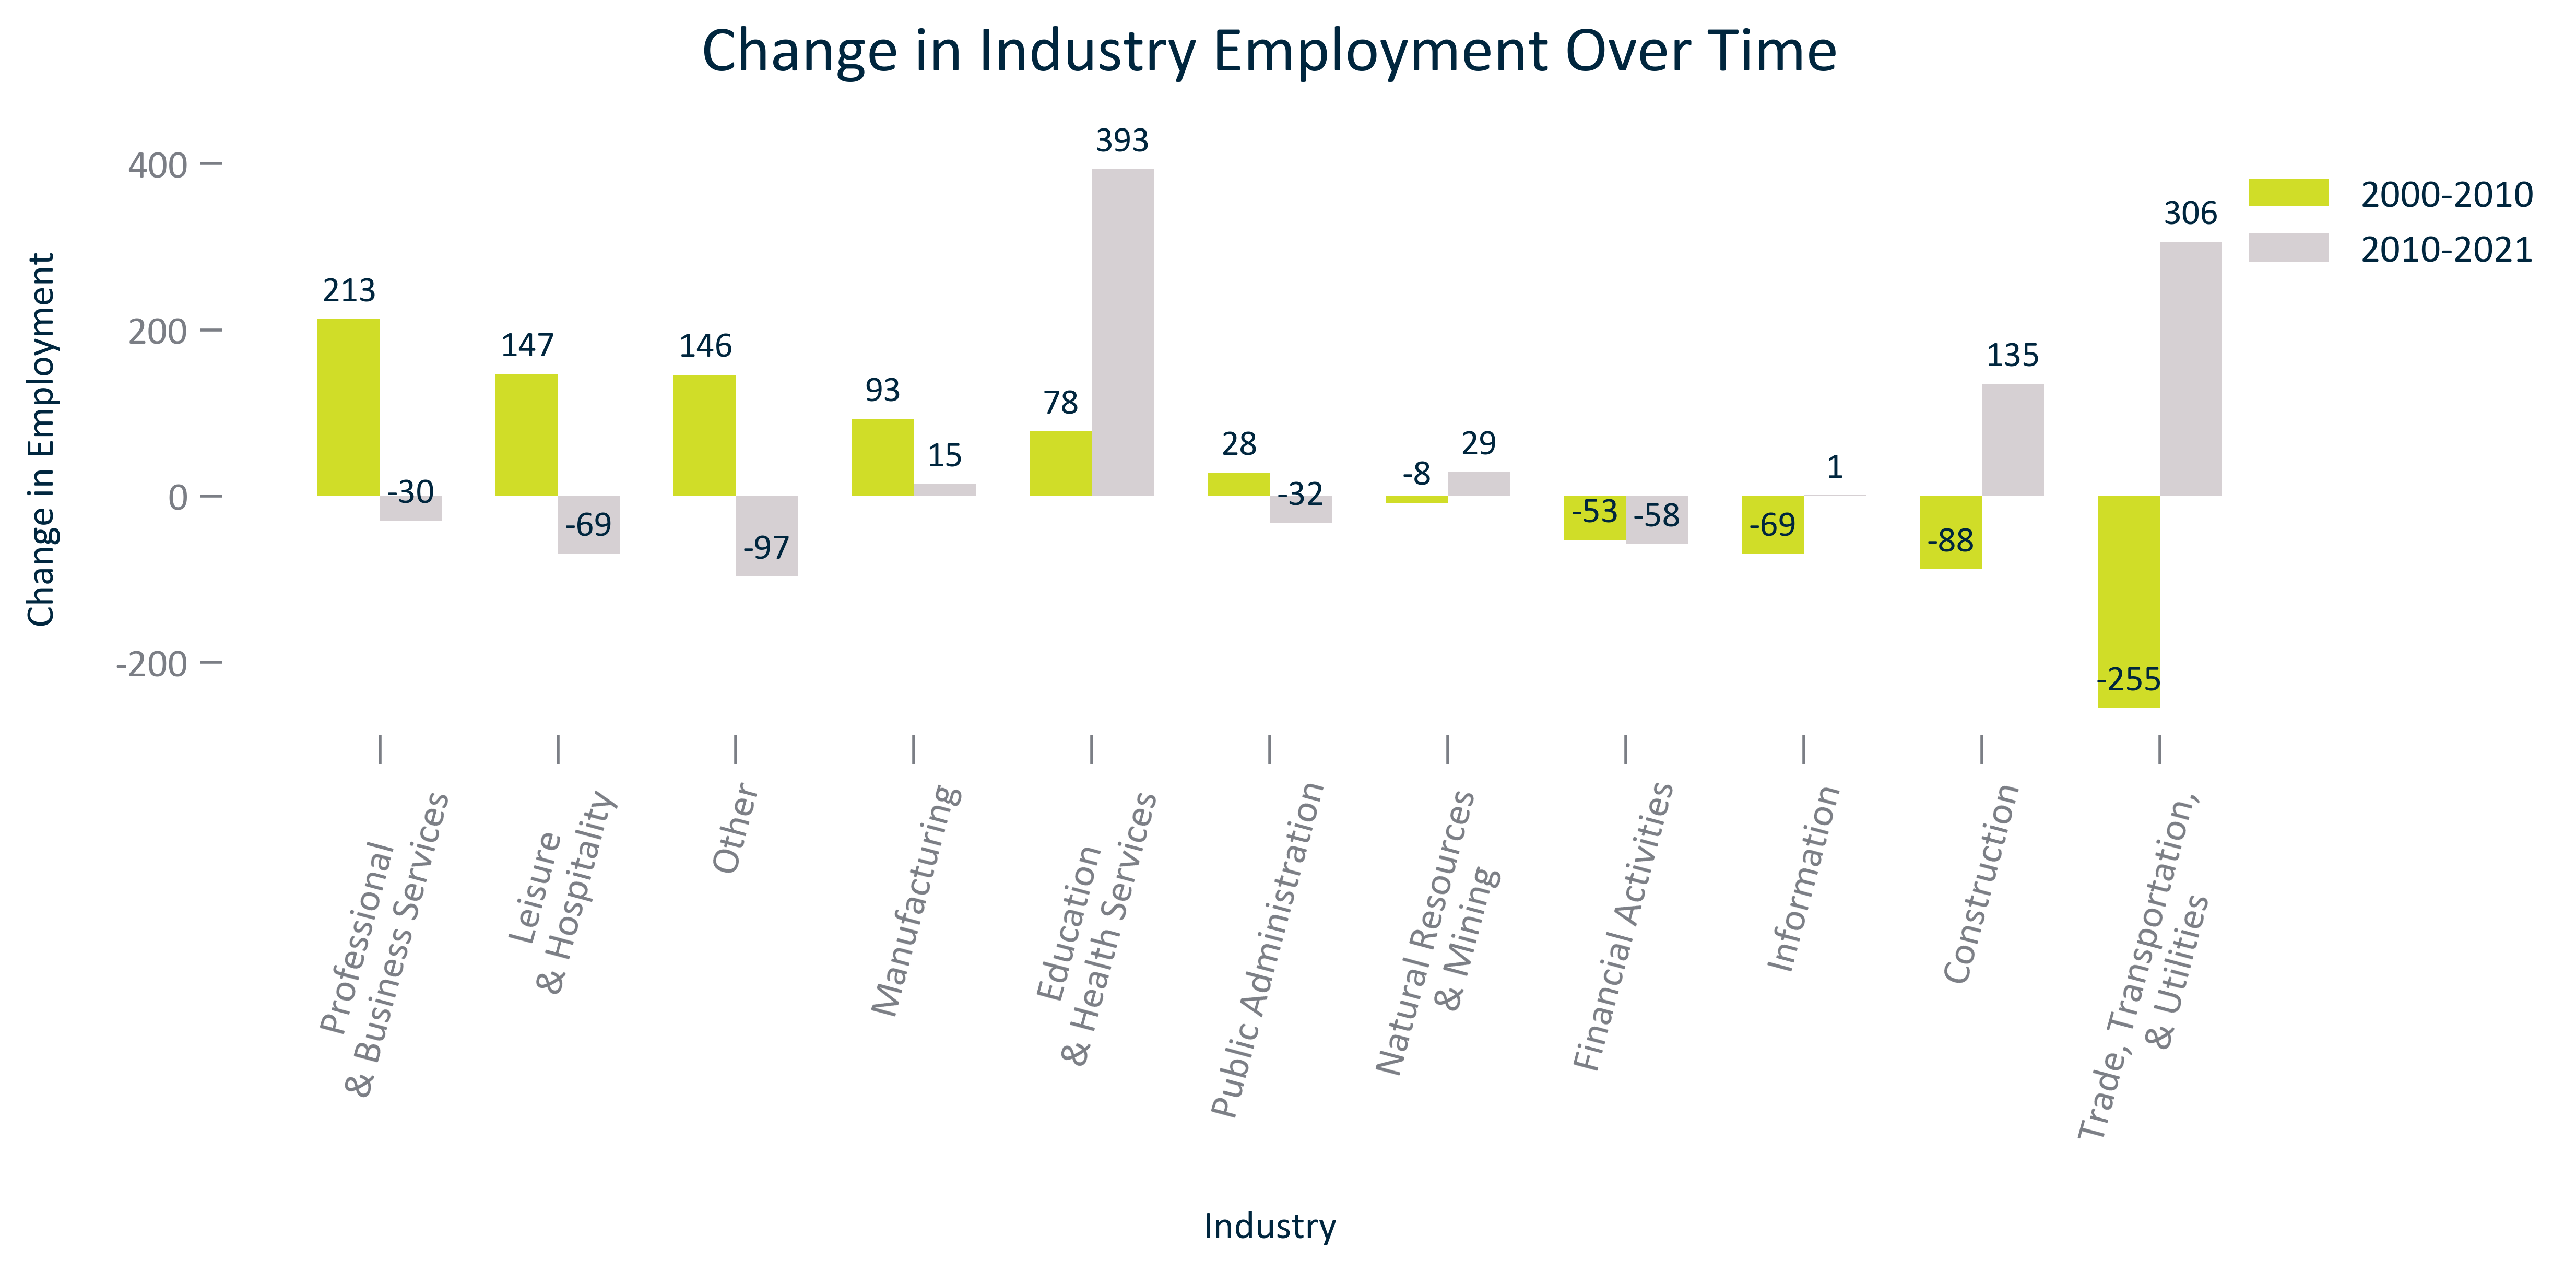 Change in Industry Employment Over Time
Change in Employment
400
200
0
-200
2000-2010
2010-2021
213
-30
147
-69
146
-97
93
15
78
393
28
-32
-8
29
-53
-58
-69
1
-88
135
-255
306
Professional
& Business Services
Leisure
& Hospitality
Other
Manufacturing
Education
& Health Services
Public Administration
Natural Resources
& Mining
Financial Activities
Information
Construction
Trade, Transportation,
& Utilities
Industry